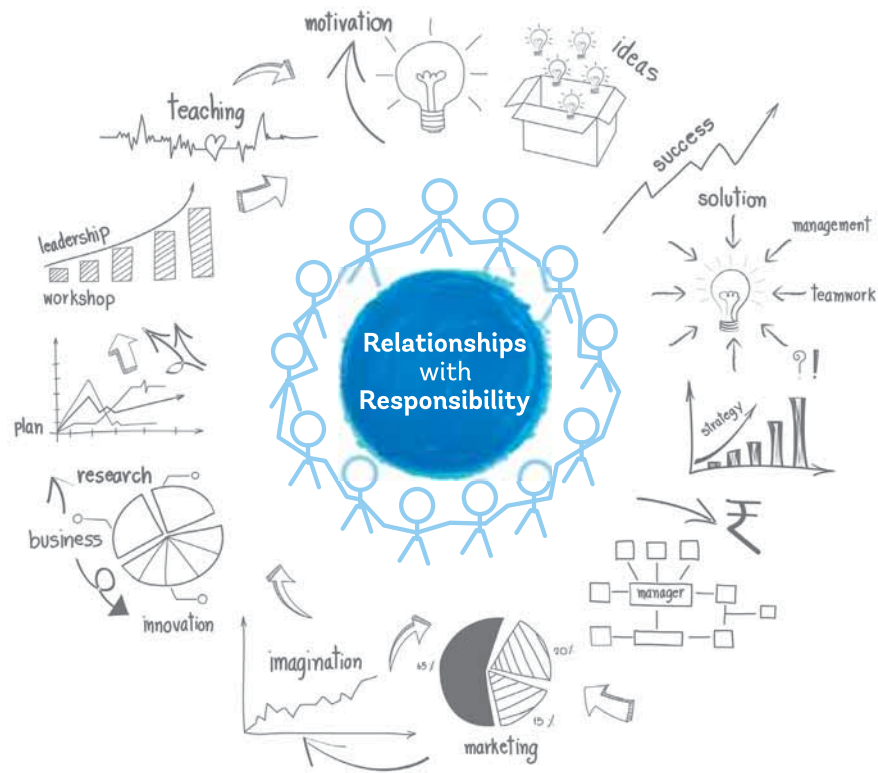 motivation
ideas
teaching
success
solution
management
teamwork
leadership
workshop
Relationships
with
Responsibility
?!
strategy
plan
research
business
innovation
₹
manager
imagination
65%
20%
15%
marketing